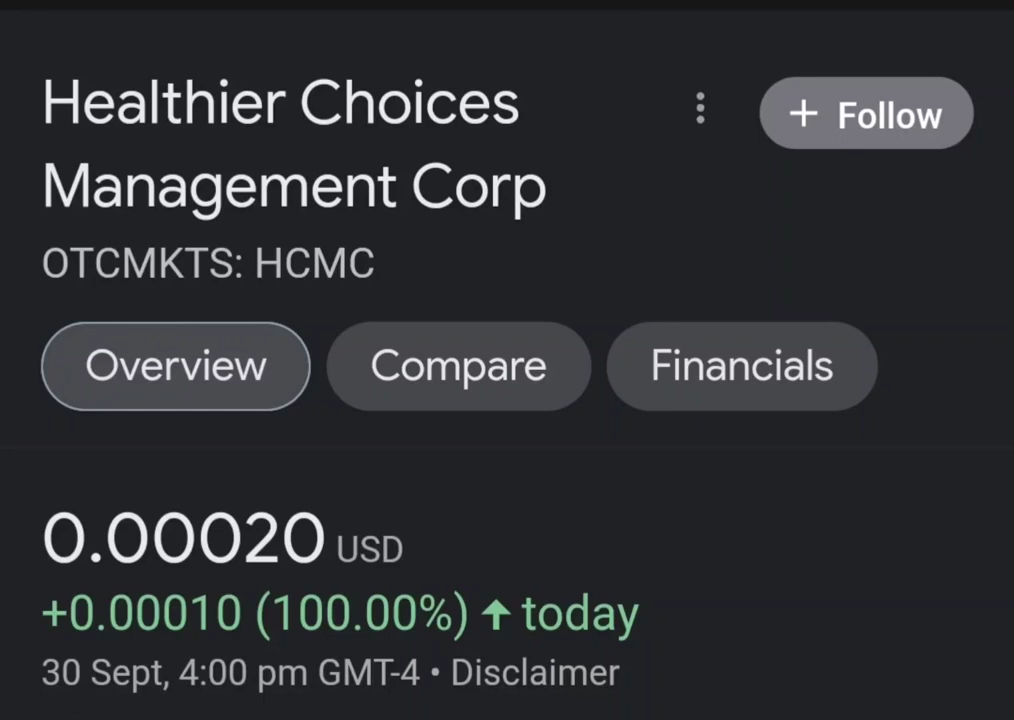 Healthier Choices
Management Corp
+ Follow
OTCMKTS: HCMC
Overview Compare Financials
0.00020 USD
+0.00010 (100.00%) ↑ today
30 Sept, 4:00 pm GMT-4 • Disclaimer